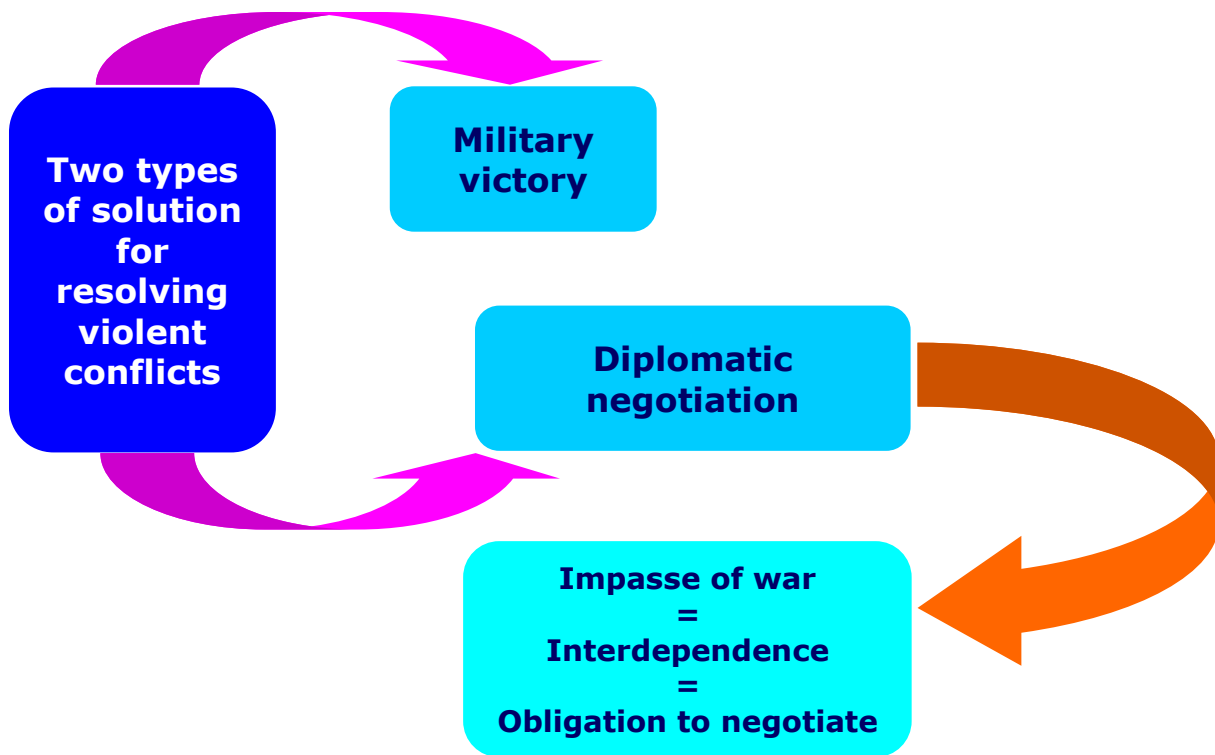 Two types
of solution
for
resolving
violent
conflicts
Military
victory
Diplomatic
negotiation
Impasse of war
=
Interdependence
=
Obligation to negotiate